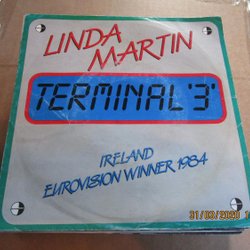 LINDA
MARTIN
TERMINAL '3'
IRELAND
EUROVISION WINNER 1984